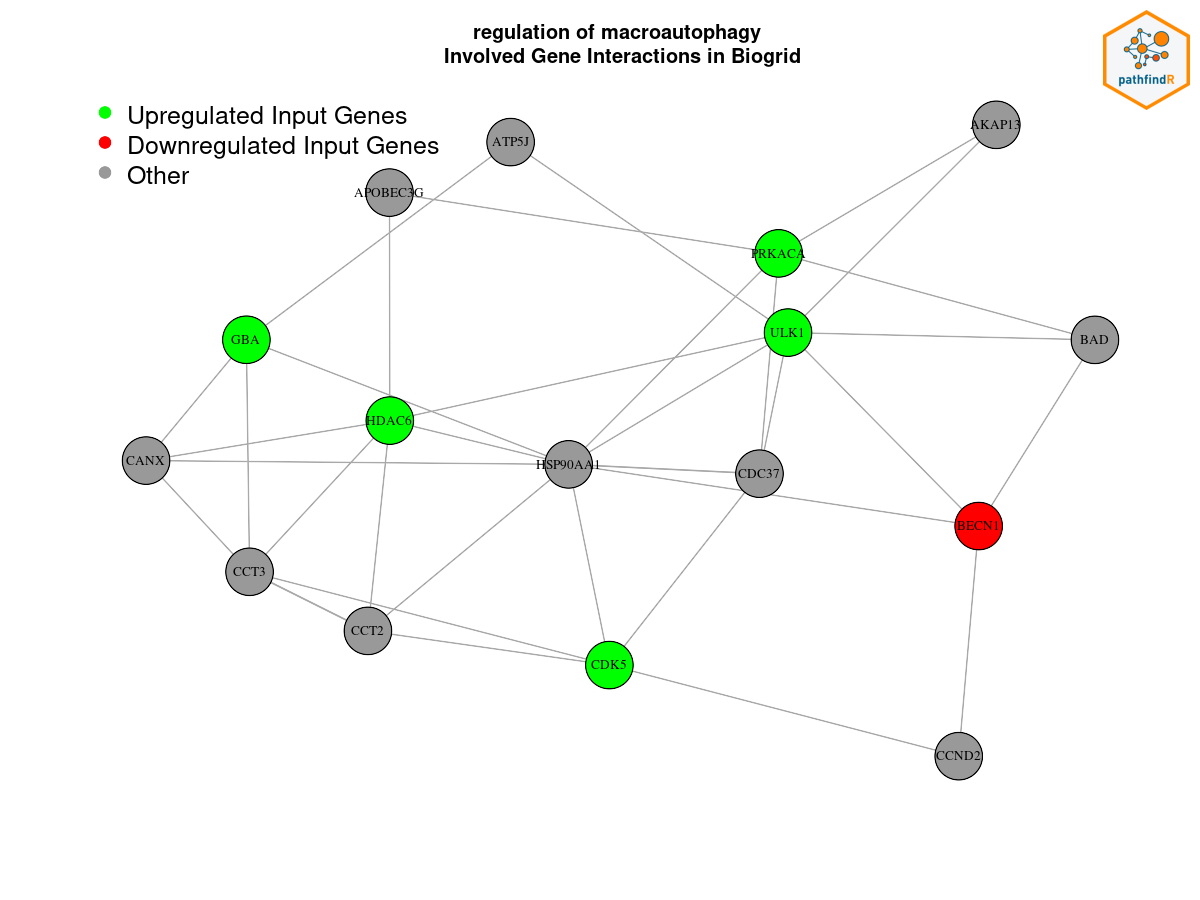 regulation of macroautophagy
Involved Gene Interactions in Biogrid
pathfindR
Upregulated Input Genes
Downregulated Input Genes
Other
ATP5J
AKAP13
APOBEC3G
PRKACA
ULK1
GBA
BAD
HDAC6
CANX
HSP90AA1
CDC37
BECN1
CCT3
CCT2
CDK5
CCND2